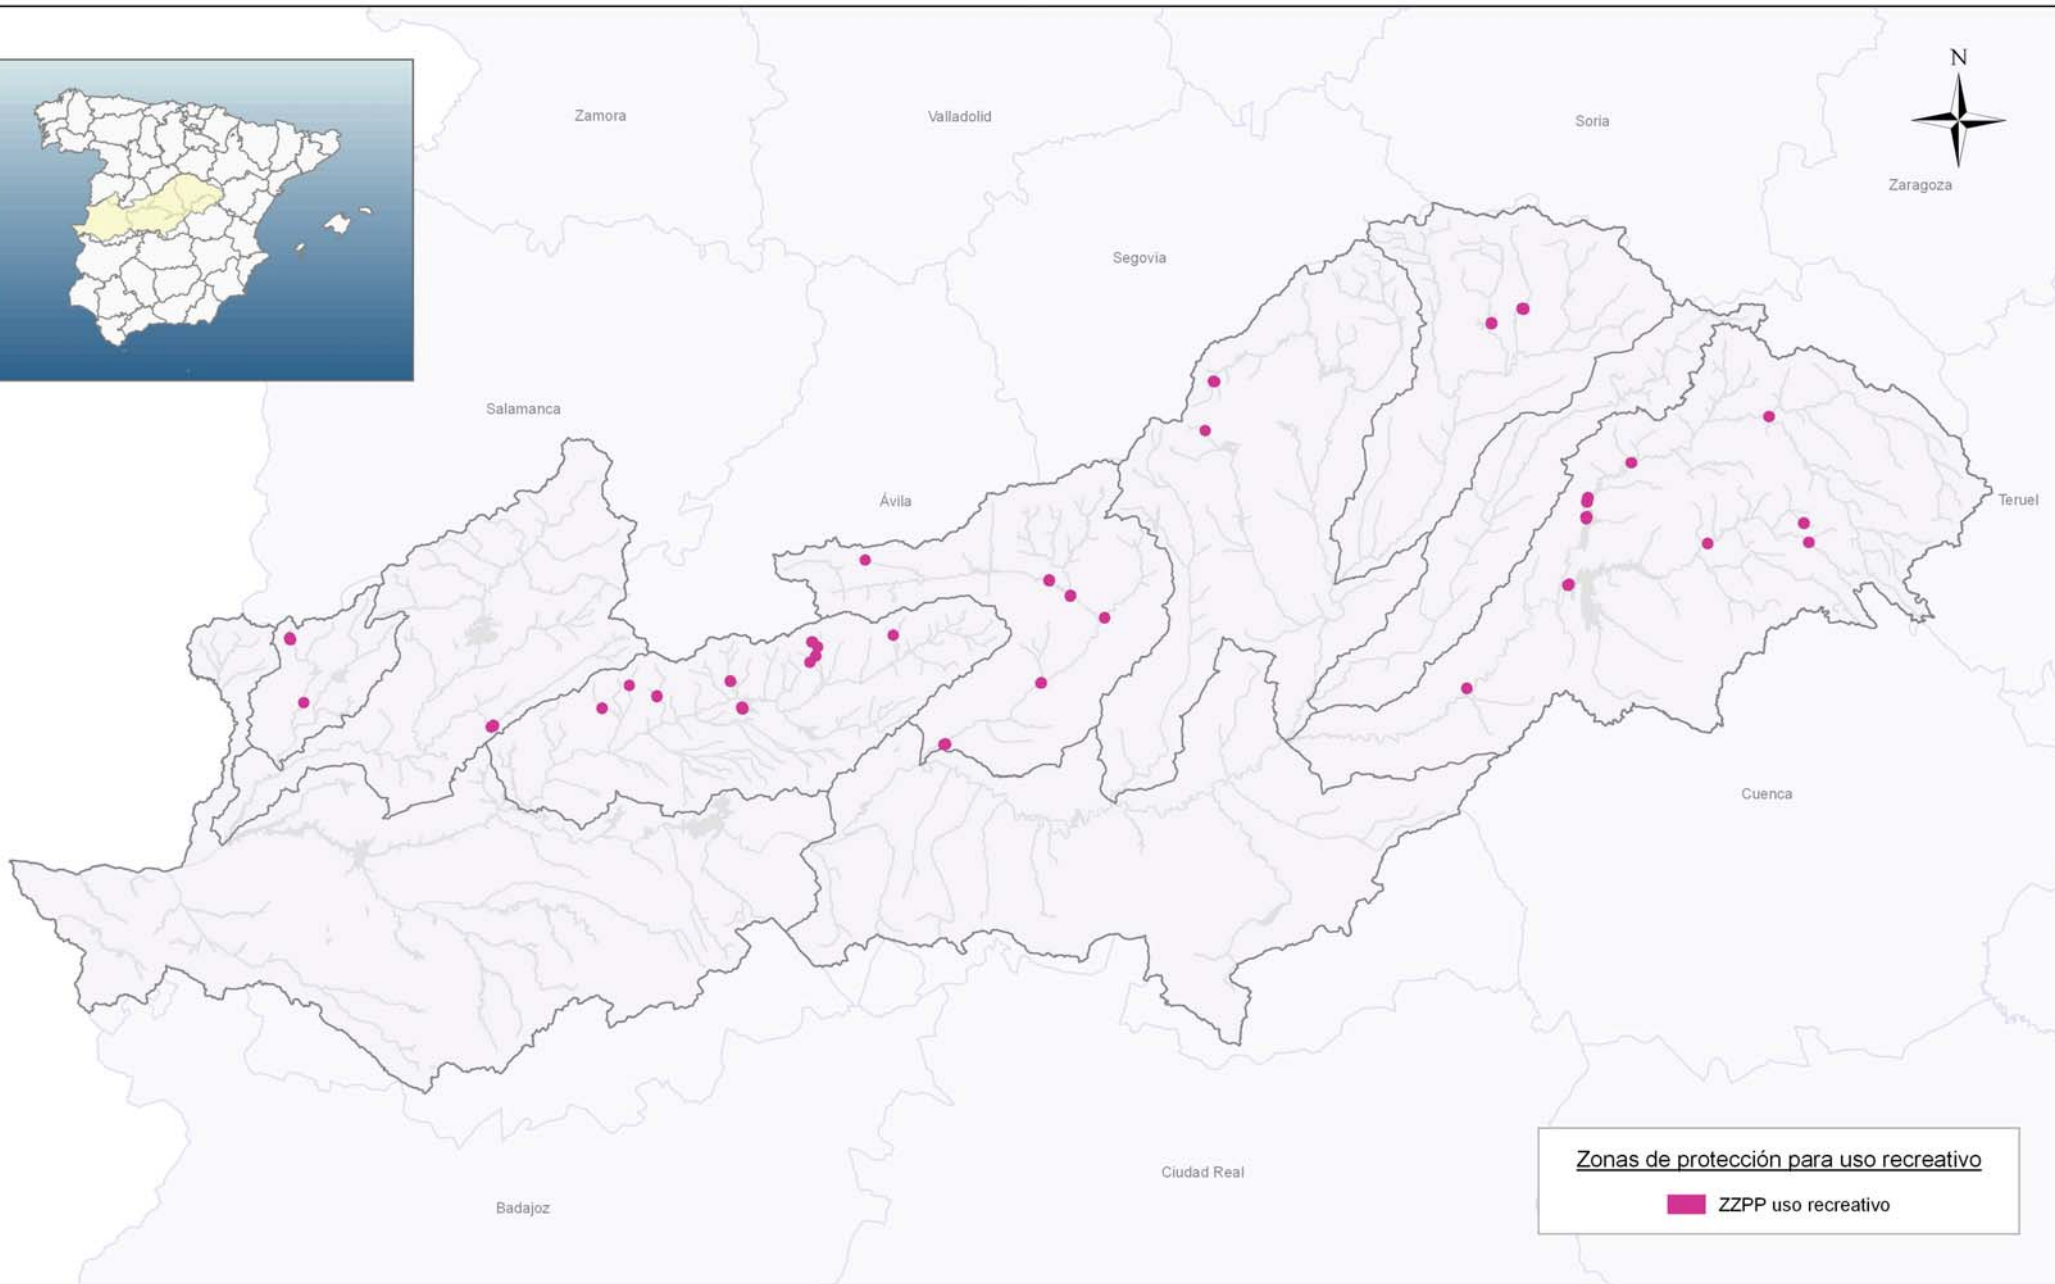 N
Zamora
Valladolid
Soria
Zaragoza
Segovia
Salamanca
Ávila
Teruel
Cuenca
Ciudad Real
Badajoz
Zonas de protección para uso recreativo
ZZPP uso recreativo